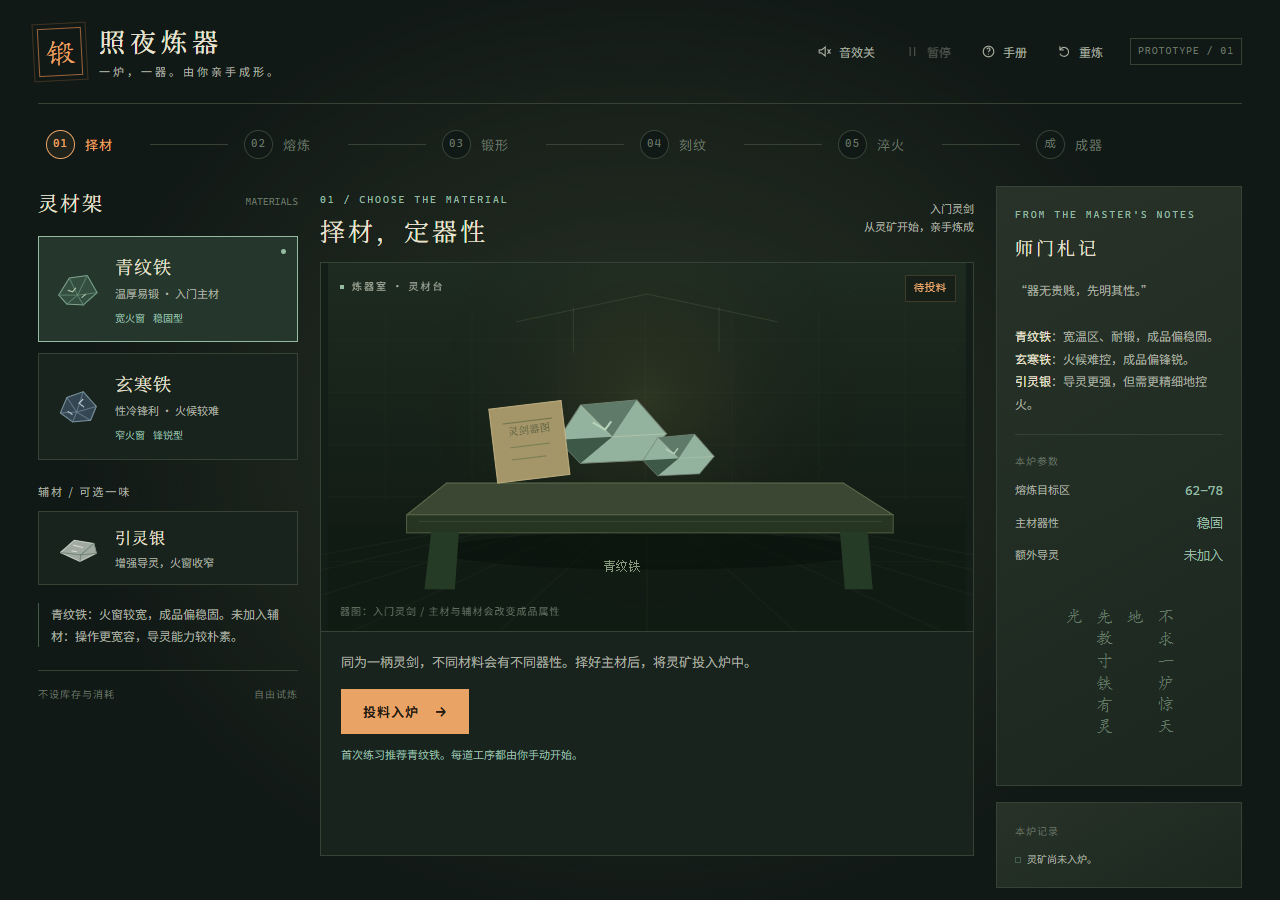 锻
照夜炼器
一炉，一器。由你亲手成形。
音效关
暂停
手册
重炼
PROTOTYPE / 01
01 择材
02 熔炼
03 锻形
04 刻纹
05 淬火
成 成器
灵材架
MATERIALS
青纹铁
温厚易锻 · 入门主材
宽火窗 稳固型
玄寒铁
性冷锋利 · 火候较难
窄火窗 锋锐型
辅材 / 可选一味
引灵银
增强导灵，火窗收窄
青纹铁：火窗较宽，成品偏稳固。未加入辅
材：操作更宽容，导灵能力较朴素。
不设库存与消耗
自由试炼
01 / CHOOSE THE MATERIAL
择材，定器性
入门灵剑
从灵矿开始，亲手炼成
炼器室 · 灵材台
待投料
灵剑器图
青纹铁
器图：入门灵剑 / 主材与辅材会改变成品属性
同为一柄灵剑，不同材料会有不同器性。择好主材后，将灵矿投入炉中。
投料入炉 →
首次练习推荐青纹铁。每道工序都由你手动开始。
FROM THE MASTER'S NOTES
师门札记
“器无贵贱，先明其性。”
青纹铁：宽温区、耐锻，成品偏稳固。
玄寒铁：火候难控，成品偏锋锐。
引灵银：导灵更强，但需更精细地控
火。
本炉参数
熔炼目标区
62–78
主材器性
稳固
额外导灵
未加入
不求一炉惊天
地
先教寸铁有灵
光
本炉记录
灵矿尚未入炉。